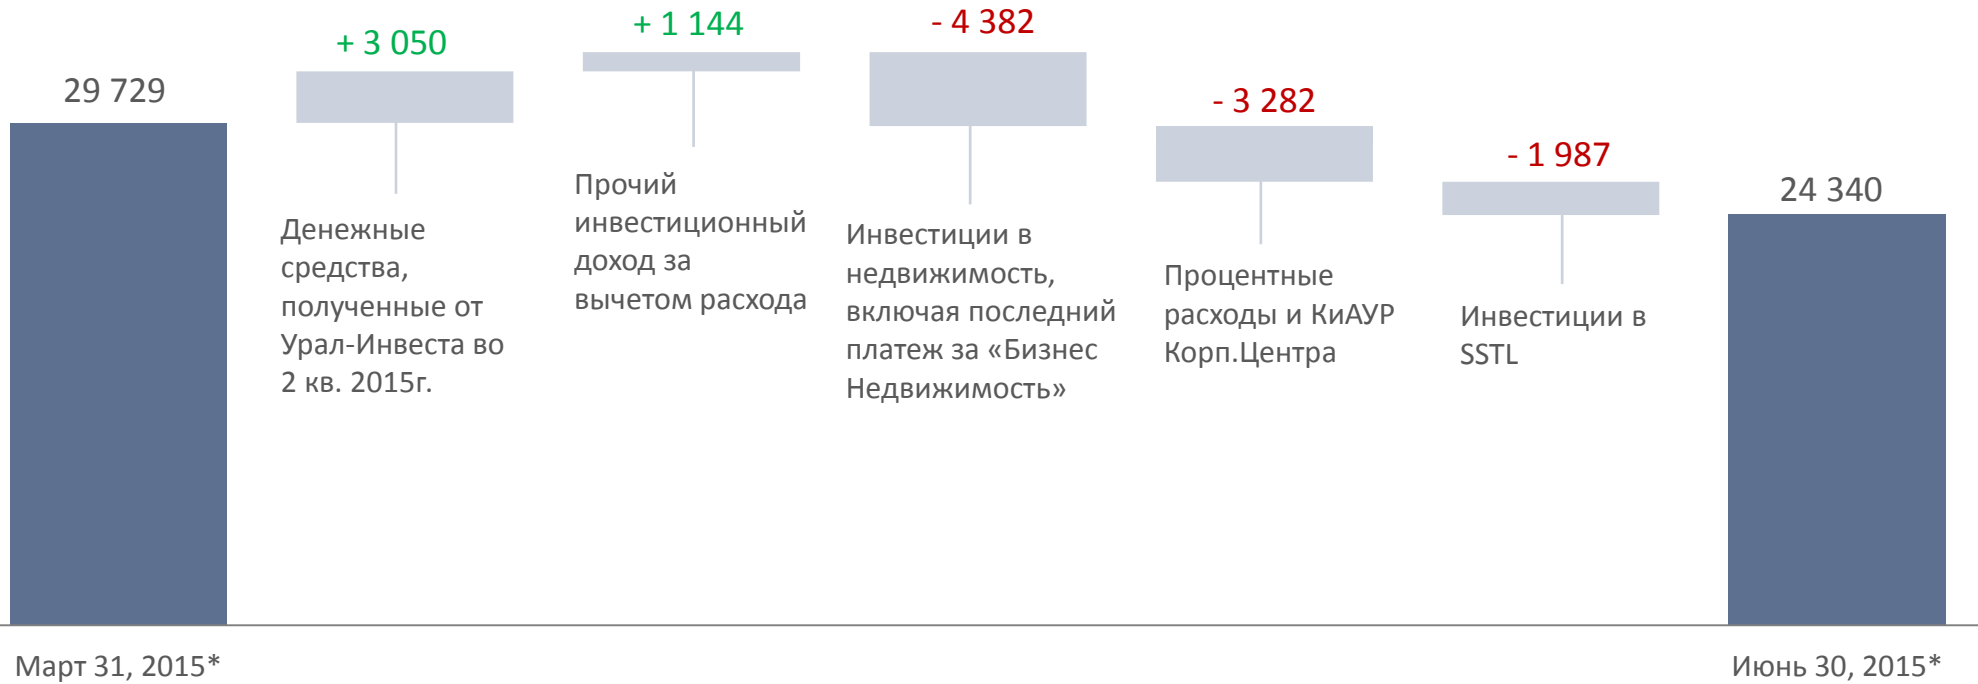 29 729
+ 3 050
Денежные
средства,
полученные от
Урал-Инвеста во
2 кв. 2015г.
+ 1 144
Прочий
инвестиционный
доход за
вычетом расхода
- 4 382
Инвестиции в
недвижимость,
включая последний
платеж за «Бизнес
Недвижимость»
- 3 282
Процентные
расходы и КиАУР
Корп.Центра
- 1 987
Инвестиции в
SSTL
24 340
Март 31, 2015*
Июнь 30, 2015*